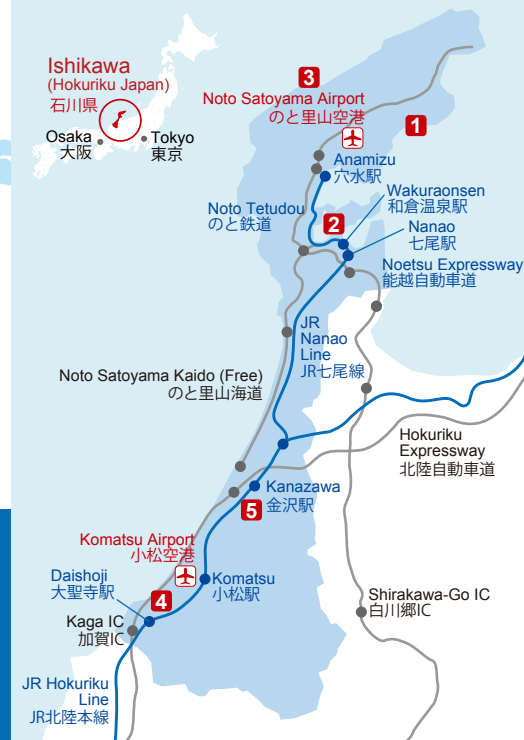 Ishikawa
(Hokuriku Japan)
石川県
Osaka
大阪
Tokyo
東京
3
Noto Satoyama Airport
のと里山空港
1
Anamizu
穴水駅
Wakuraonsen
和倉温泉駅
Noto Tetudou
のと鉄道
2
Nanao
七尾駅
Noetsu Expressway
能越自動車道
JR
Nanao
Line
JR七尾線
Noto Satoyama Kaido (Free)
のと里山海道
Hokuriku
Expressway
北陸自動車道
Kanazawa
金沢駅
5
Komatsu Airport
小松空港
Daishoji
大聖寺駅
4
Komatsu
小松駅
Kaga IC
加賀IC
Shirakawa-Go IC
白川郷IC
JR Hokuriku
Line
JR北陸本線